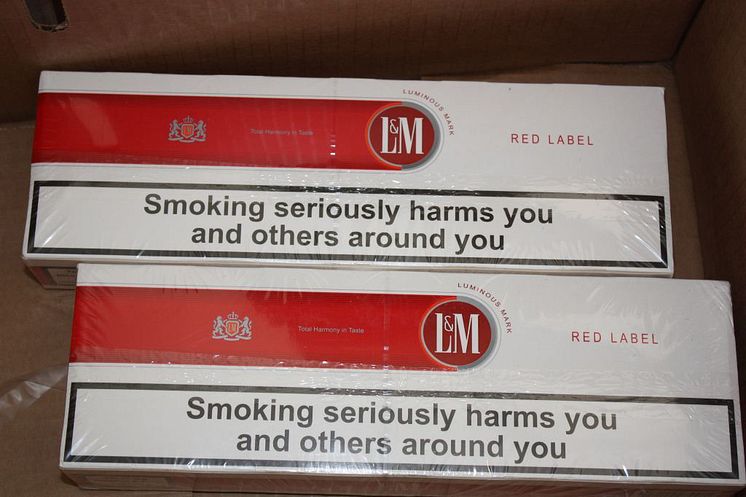 LUMINOUS MARK
Total Harmony in Taste
L&M
RED LABEL
Smoking seriously harms you
and others around you
LUMINOUS MARK
Total Harmony in Taste
L&M
RED LABEL
Smoking seriously harms you
and others around you